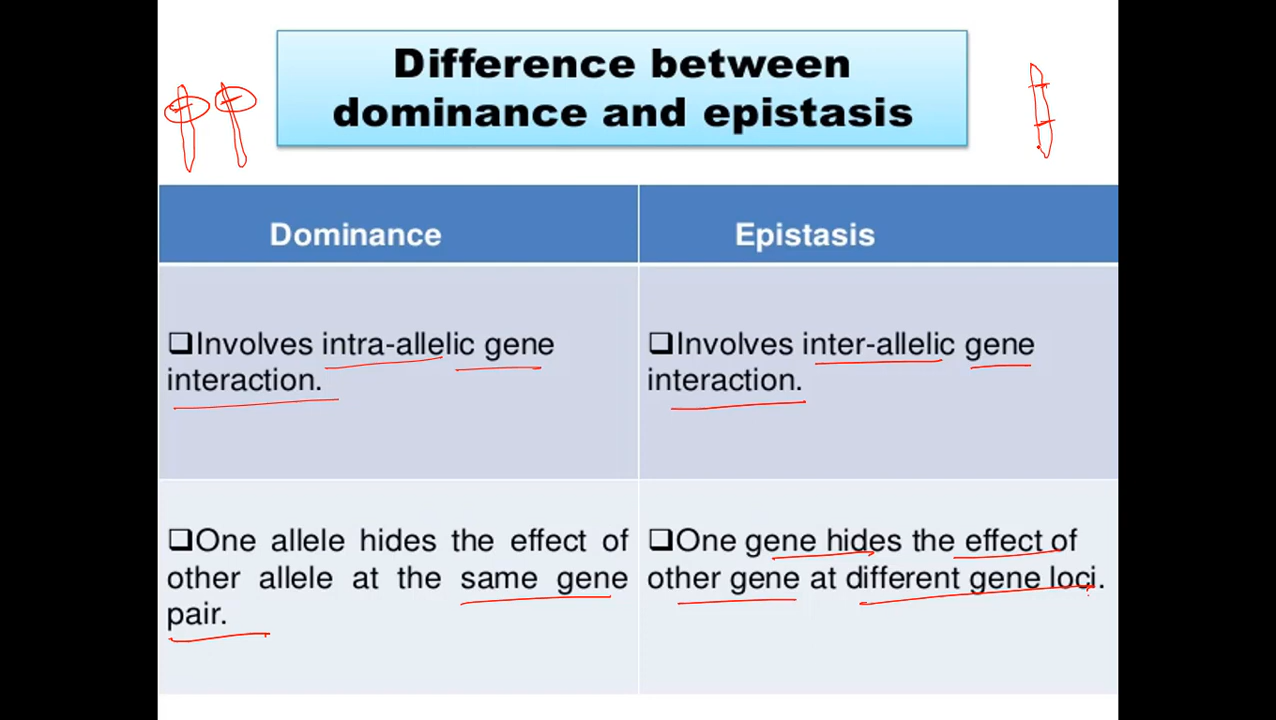 Difference between
dominance and epistasis
Dominance
Epistasis
❑Involves intra-allelic gene
interaction.
❑Involves inter-allelic gene
interaction.
❑One allele hides the effect of
other allele at the same gene
pair.
❑One gene hides the effect of
other gene at different gene loci.